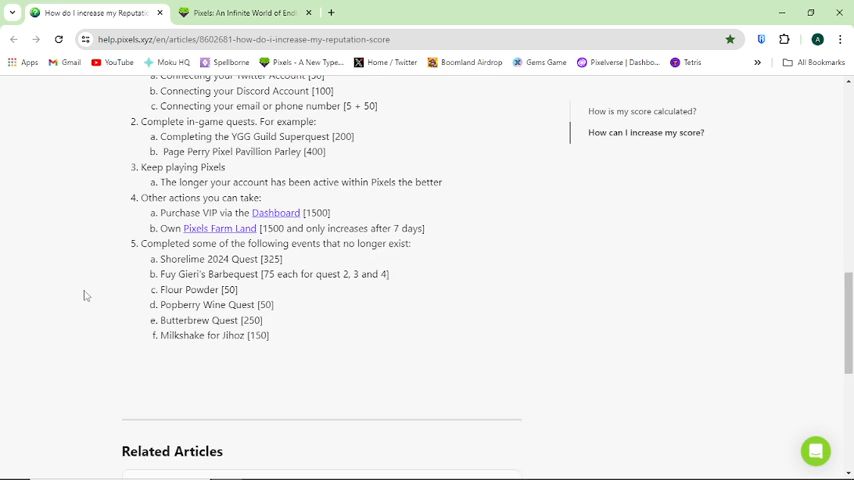 How do I increase my Reputati
Pixels: An Infinite World of Endl
help.pixels.xyz/en/articles/8602681-how-do-i-increase-my-reputation-score
A
Apps
Gmail
YouTube
Moku HQ
Spellborne
Pixels - A New Type...
Home / Twitter
Boomland Airdrop
Gems Game
Pixelverse | Dashbo...
Tetris
All Bookmarks
a. Connecting your Twitter Account [50]
b. Connecting your Discord Account [100]
c. Connecting your email or phone number [5 + 50]
2. Complete in-game quests. For example:
a. Completing the YGG Guild Superquest [200]
b. Page Perry Pixel Pavillion Parley [400]
3. Keep playing Pixels
a. The longer your account has been active within Pixels the better
4. Other actions you can take:
a. Purchase VIP via the Dashboard [1500]
b. Own Pixels Farm Land [1500 and only increases after 7 days]
5. Completed some of the following events that no longer exist:
a. Shorelime 2024 Quest [325]
b. Fuy Gieri's Barbequest [75 each for quest 2, 3 and 4]
c. Flour Powder [50]
d. Popberry Wine Quest [50]
e. Butterbrew Quest [250]
f. Milkshake for Jihoz [150]
How is my score calculated?
How can I increase my score?
Related Articles